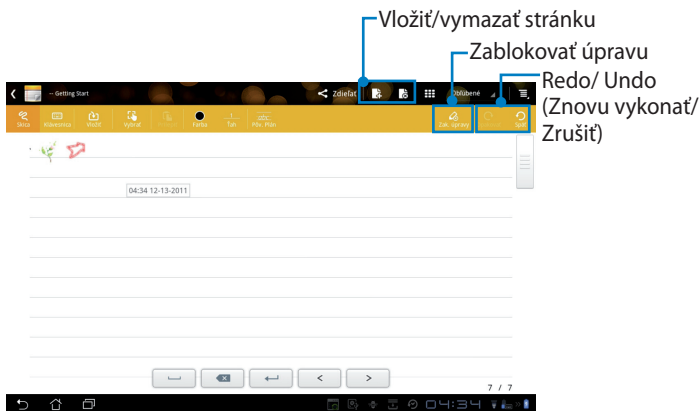 Vložiť/vymazať stránku
Zablokovať úpravu
Redo/ Undo
(Znovu vykonať/
Zrušiť)
– Getting Start
Zdieľať
Obľúbené
Skica
Klávesnica
Vložiť
Vybrať
Farba
Ťah
Pôv. Plán
Zak. úpravy
Späť
04:34 12-13-2011
7 / 7
04:34